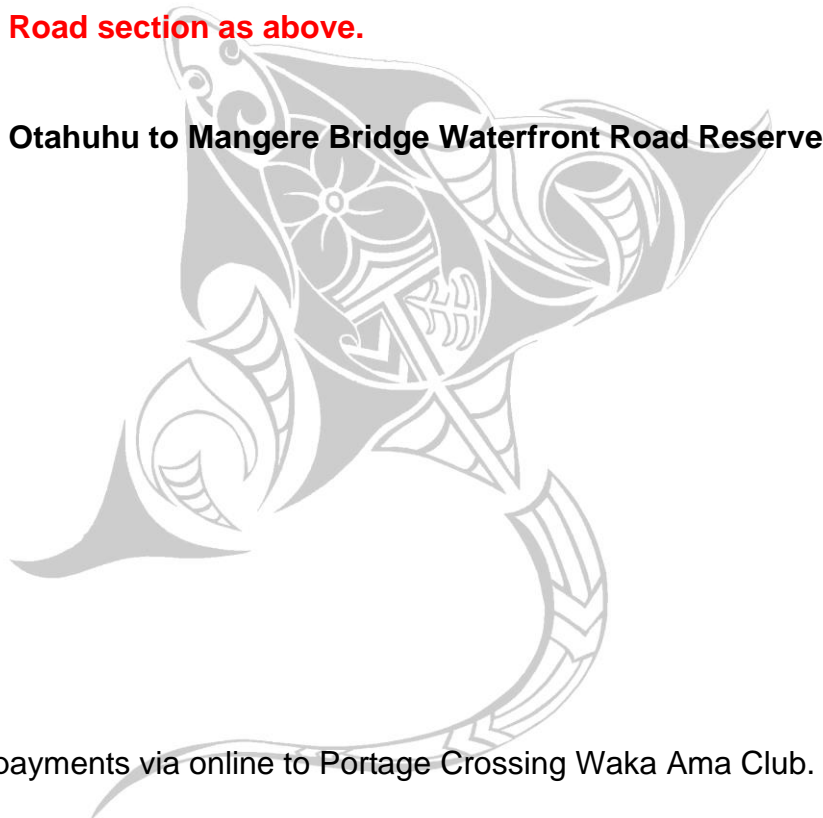 Road section as above.
Otahuhu to Mangere Bridge Waterfront Road Reserve
payments via online to Portage Crossing Waka Ama Club.